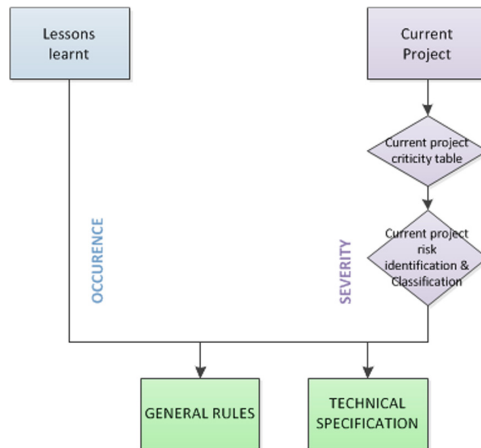 Lessons
learnt
Current
Project
Current project
criticity table
Current project
risk
identification &
Classification
OCCURENCE
SEVERITY
GENERAL RULES
TECHNICAL
SPECIFICATION